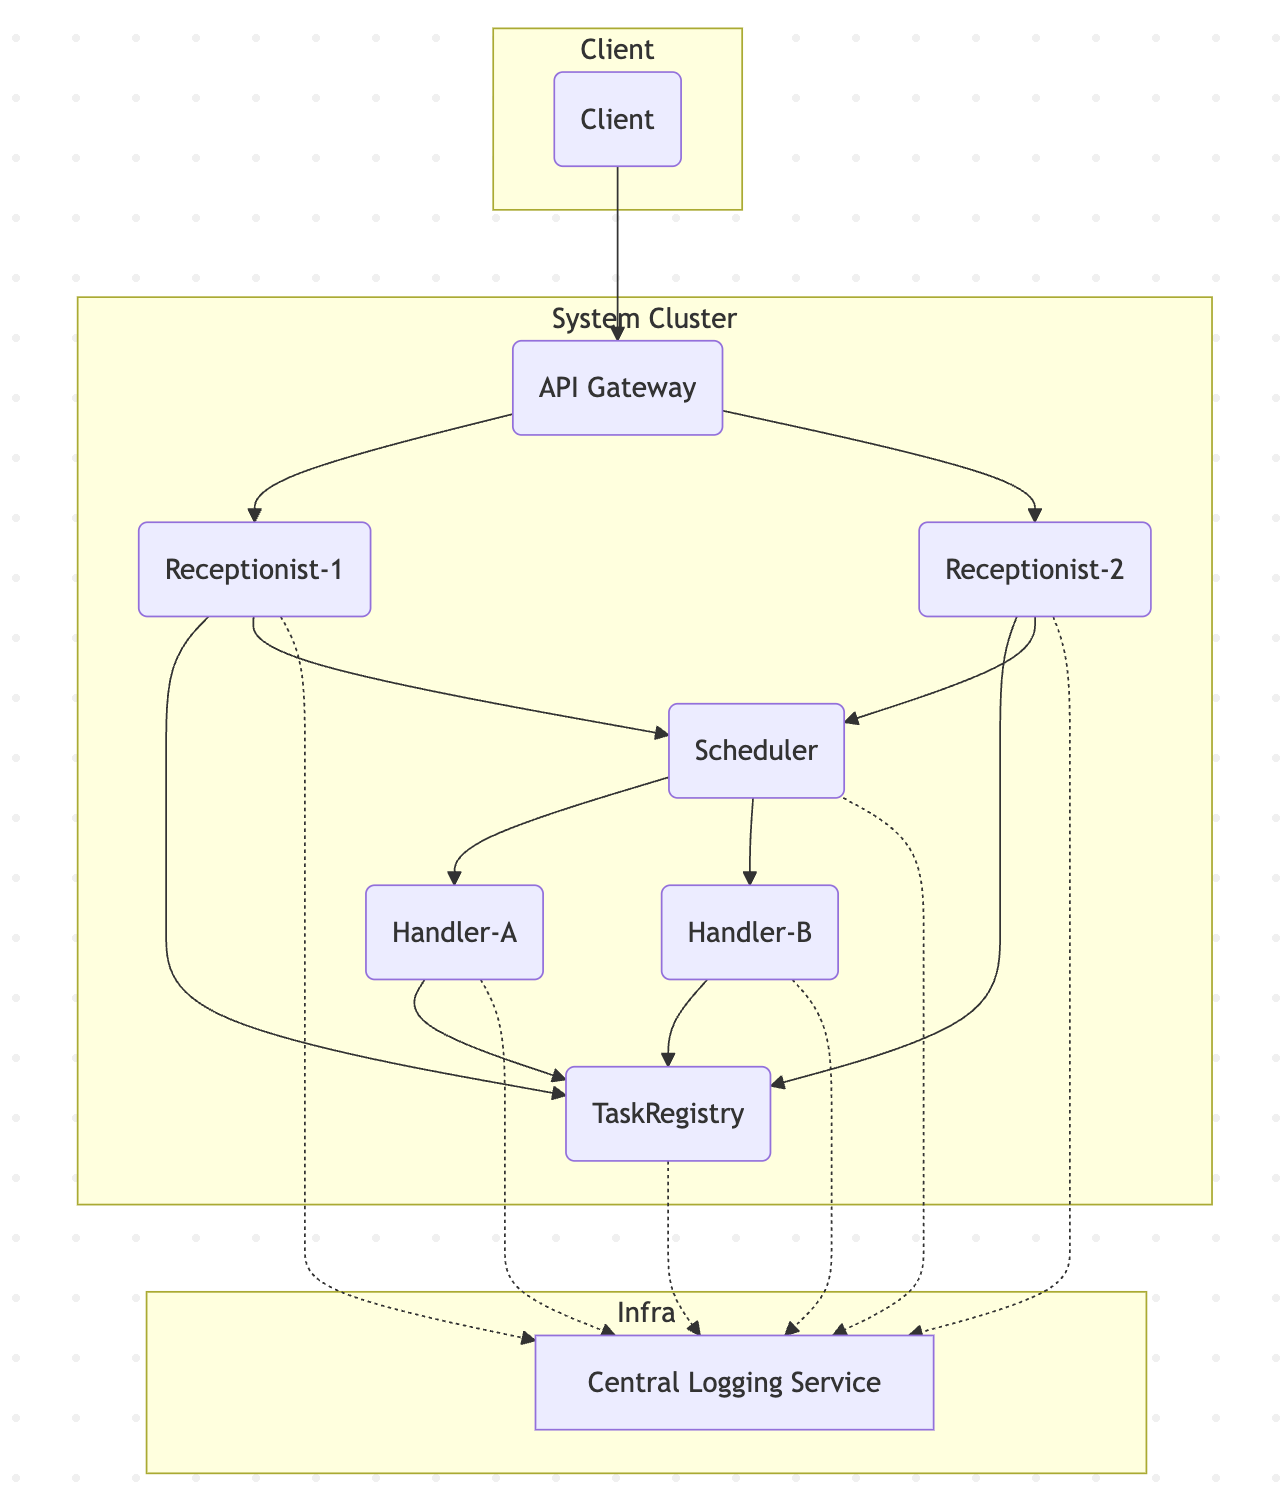 Client
Client
System Cluster
API Gateway
Receptionist-1
Receptionist-2
Scheduler
Handler-A
Handler-B
TaskRegistry
Infra
Central Logging Service